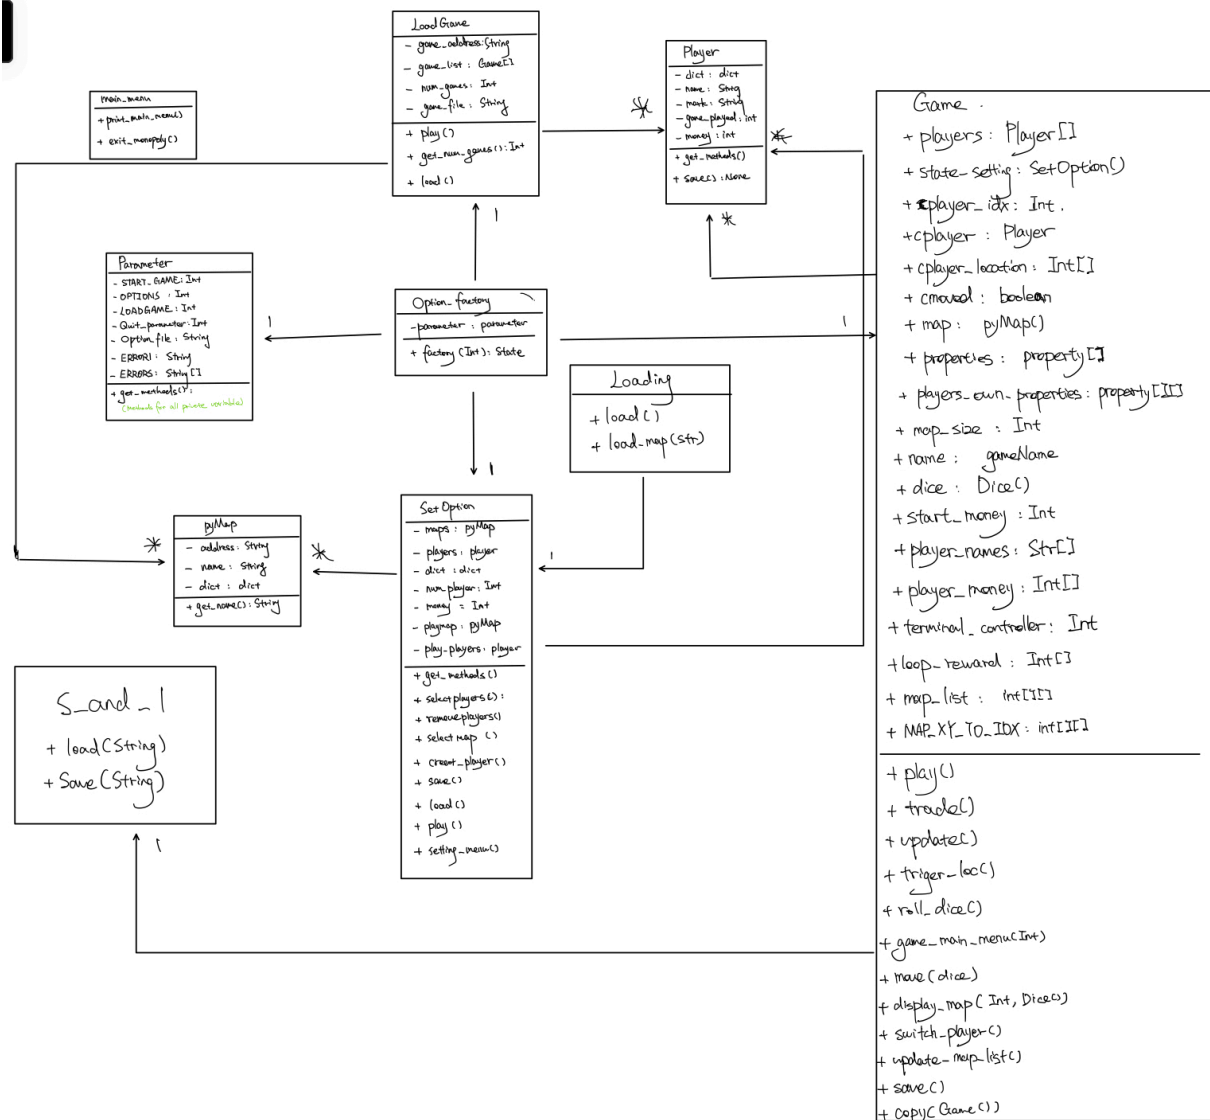 Load Game
- game_address:String
- game_list : Game[]
- num_games: Int
- game_file : String
+ play()
+ get_num_games():Int
+ load()
Player
- dict : dict
- name : String
- mark : String
- game_played: int
- money : int
+ get_methods()
+ save() : None
*
*
*
main_menu
+ print_main_menu()
+ exit_monopoly()
1
Parameter
- START_GAME: Int
- OPTIONS : Int
- LOADGAME: Int
- Quit_parameter: Int
- Option_file : String
- ERROR1 : String
- ERRORS : String []
+ get_methods():
(methods for all private variable)
1
Option_factory
- parameter : parameter
+ factory (Int): State
1
1
Loading
+ load()
+ load_map(str)
1
pyMap
- address: String
- name : String
- dict : dict
+ get_name(): String
*
*
Set Option
- maps : pyMap
- players : player
- dict : dict
- num_player: Int
- money : Int
- playmap : pyMap
- play_players: player
+ get_methods()
+ selectplayers():
+ removeplayers()
+ select map ()
+ creat_player()
+ save()
+ load ()
+ play ()
+ setting_menu()
S_and_l
+ load(String)
+ Save(String)
1
Game
+ players : Player[]
+ state_setting : SetOption()
+ cplayer_idx : Int.
+cplayer : Player
+ cplayer_location : Int[]
+ cmoved : boolean
+ map : pyMap()
+ properties : property[]
+ players_own_properties : property[][]
+ map_size : Int
+ name : gameName
+ dice : Dice()
+ start_money : Int
+ player_names : Str[]
+ player_money : Int[]
+ terminal_controller : Int
+loop_reward : Int[]
+ map_list : int[][]
+ MAP_XY_TO_IDX : int[][]
+ play()
+ trade()
+ update()
+ triger_loc()
+ roll_dice()
+ game_main_menu(Int)
+ move (dice)
+ display_map( Int, Dice())
+ switch_player()
+ update_map_list()
+ save()
+ copy( Game())